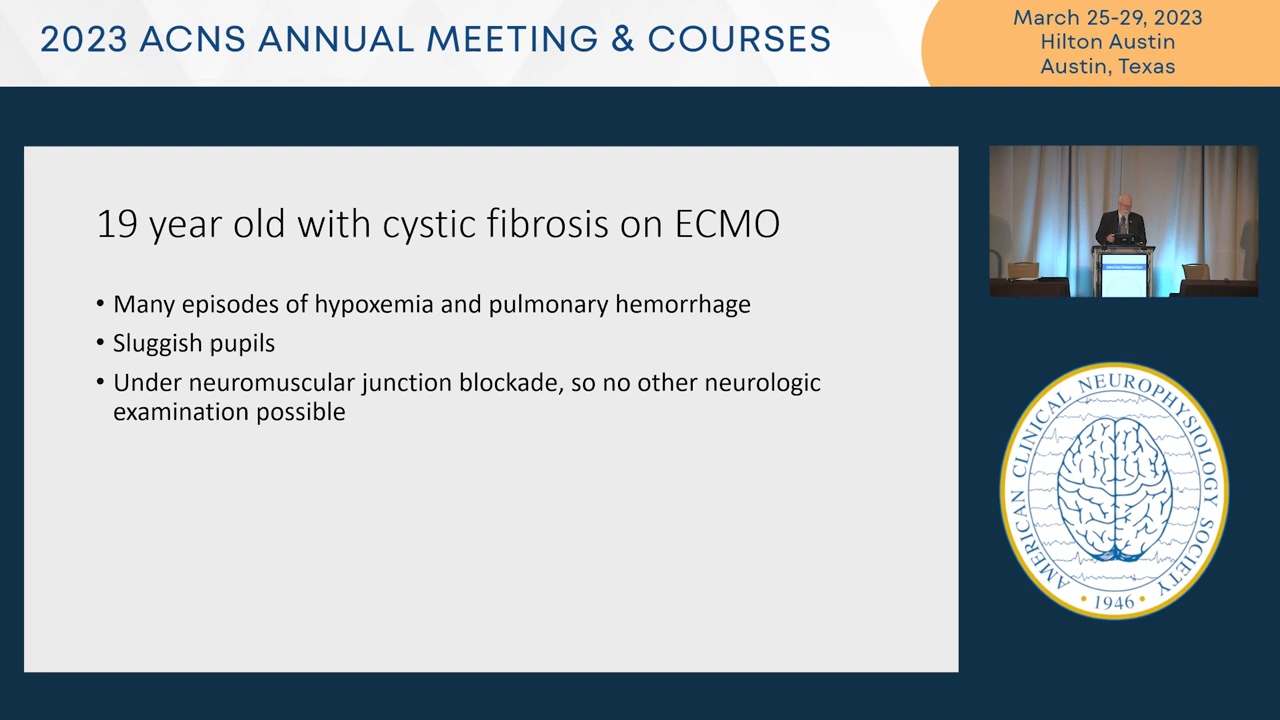 2023 ACNS ANNUAL MEETING & COURSES
March 25-29, 2023
Hilton Austin
Austin, Texas
19 year old with cystic fibrosis on ECMO
• Many episodes of hypoxemia and pulmonary hemorrhage
• Sluggish pupils
• Under neuromuscular junction blockade, so no other neurologic
examination possible
AMERICAN CLINICAL NEUROPHYSIOLOGY SOCIETY
• 1946 •